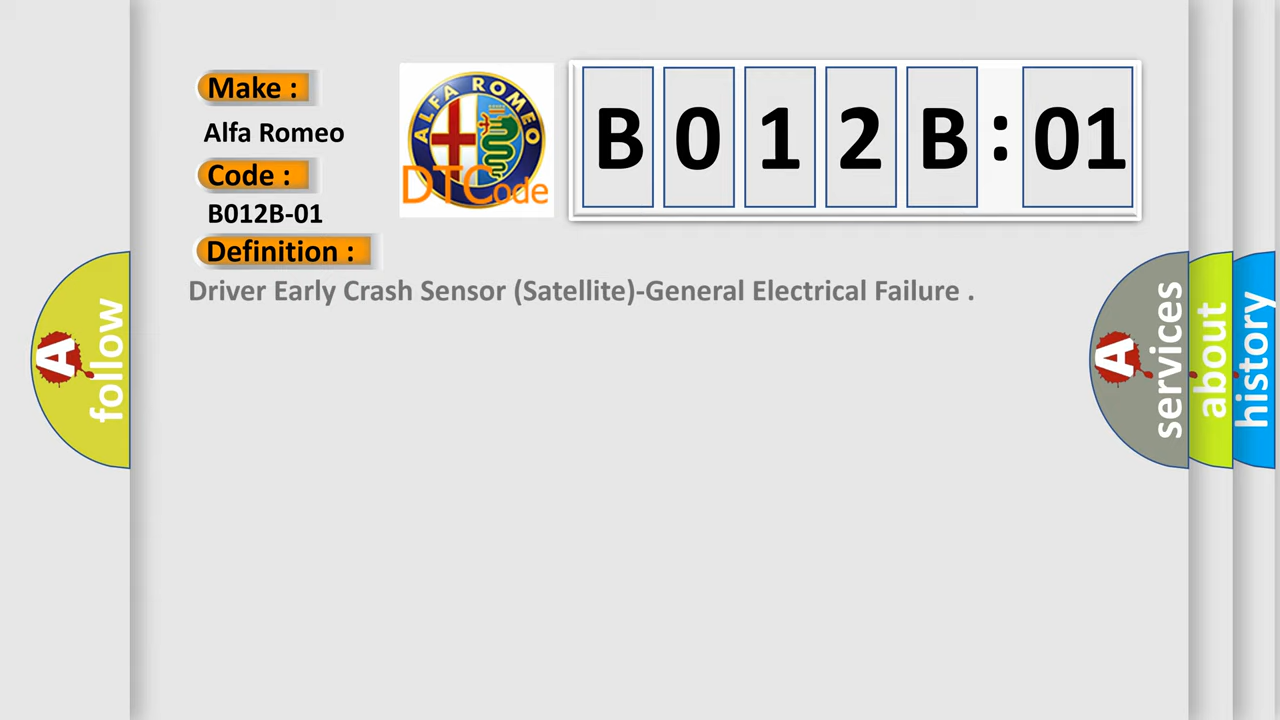 Make :
Alfa Romeo
Code :
B012B-01
Definition :
Driver Early Crash Sensor (Satellite)-General Electrical Failure .
ALFA ROMEO
DTCode
B 0 1 2 B : 01
A follow
A services
about
history